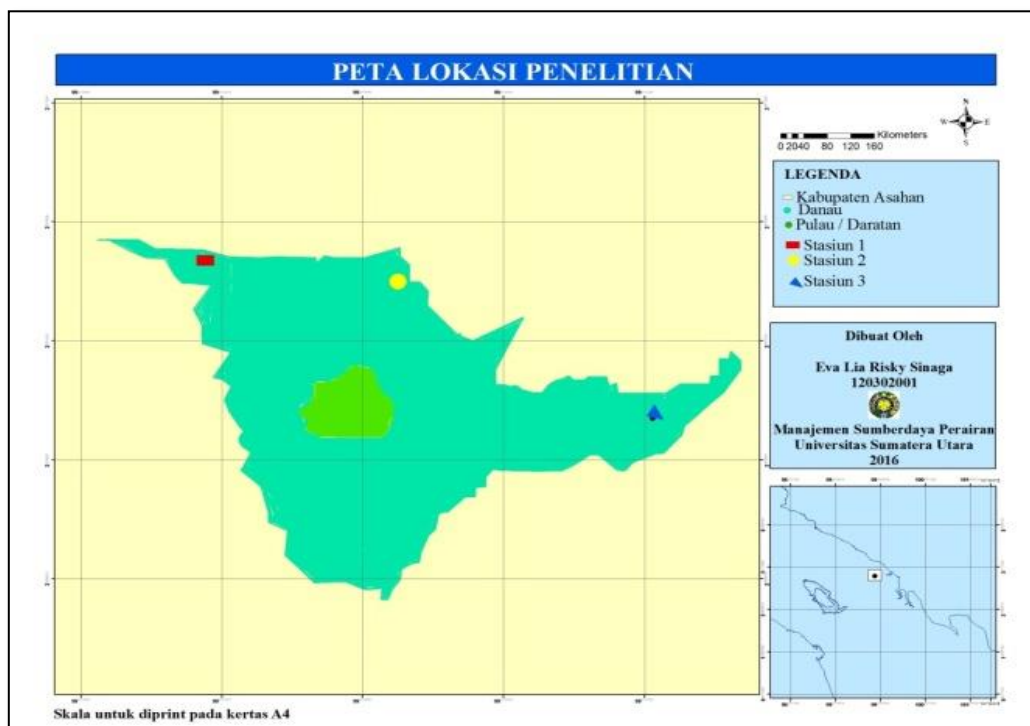 PETA LOKASI PENELITIAN
N
W E
S
Kilometers
0 20 40 80 120 160
LEGENDA
Kabupaten Asahan
Danau
Pulau / Daratan
Stasiun 1
Stasiun 2
Stasiun 3
Dibuat Oleh
Eva Lia Risky Sinaga
120302001
Manajemen Sumberdaya Perairan
Universitas Sumatera Utara
2016
Skala untuk diprint pada kertas A4